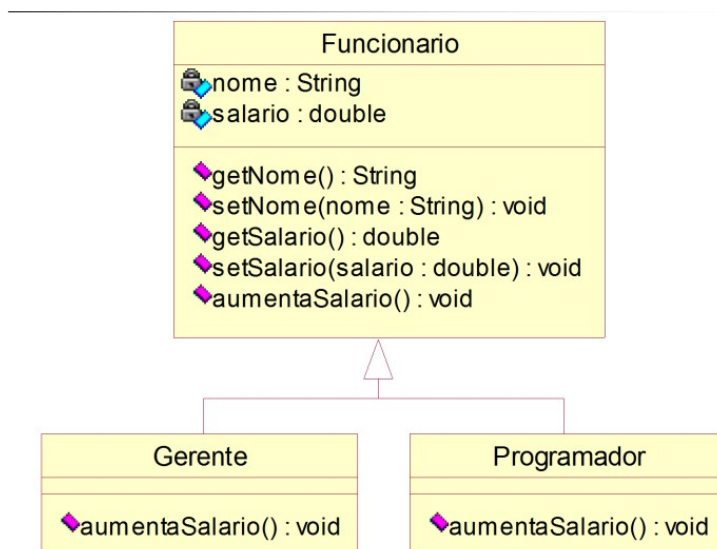 Funcionario
nome : String
salario : double
getNome() : String
setNome(nome : String) : void
getSalario() : double
setSalario(salario : double) : void
aumentaSalario() : void
Gerente
aumentaSalario() : void
Programador
aumentaSalario() : void